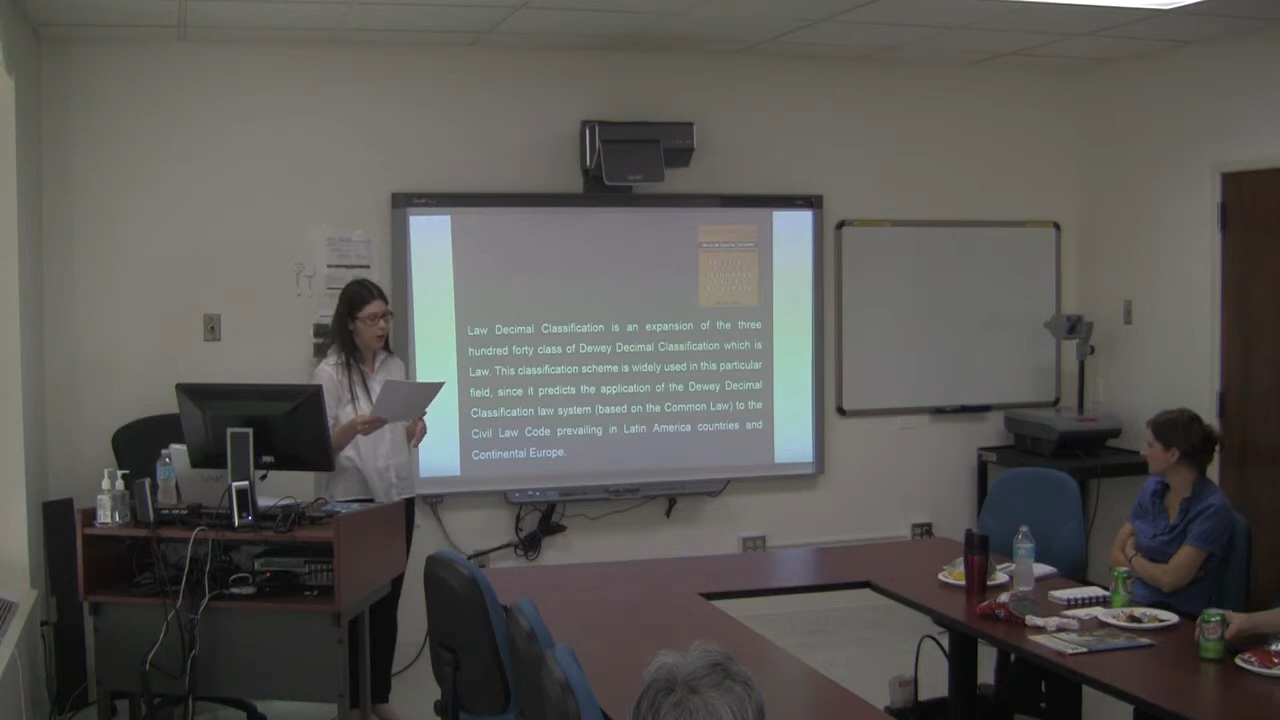 Law Decimal Classification is an expansion of the three
hundred forty class of Dewey Decimal Classification which is
Law. This classification scheme is widely used in this particular
field, since it predicts the application of the Dewey Decimal
Classification law system (based on the Common Law) to the
Civil Law Code prevailing in Latin America countries and
Continental Europe.